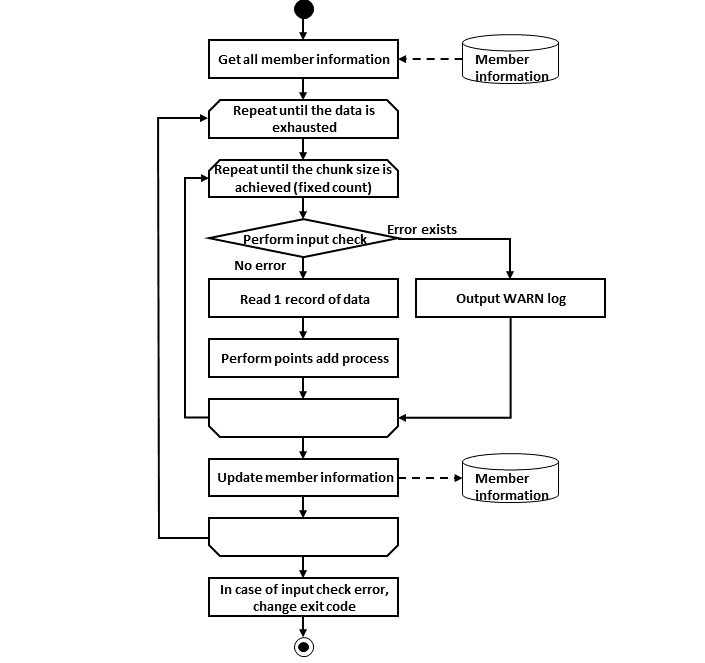 Get all member information
Member
information
Repeat until the data is
exhausted
Repeat until the chunk size is
achieved (fixed count)
Perform input check
Error exists
No error
Read 1 record of data
Output WARN log
Perform points add process
Update member information
Member
information
In case of input check error,
change exit code